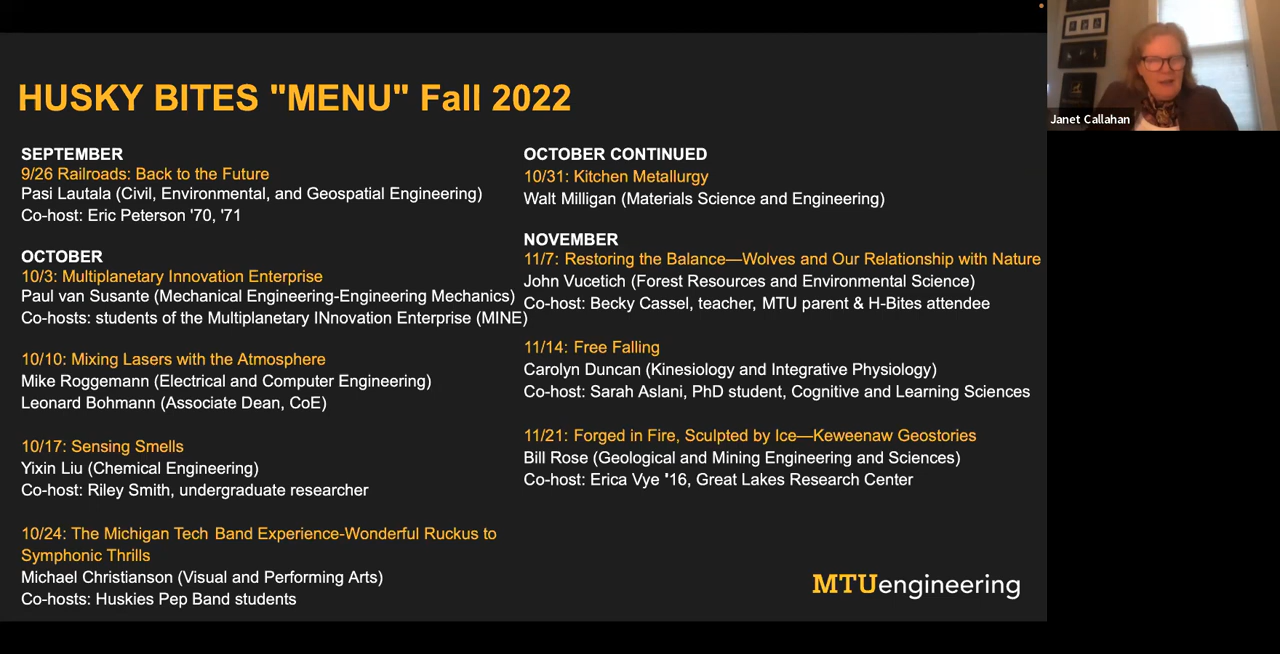 HUSKY BITES "MENU" Fall 2022
SEPTEMBER
9/26 Railroads: Back to the Future
Pasi Lautala (Civil, Environmental, and Geospatial Engineering)
Co-host: Eric Peterson '70, '71
OCTOBER
10/3: Multiplanetary Innovation Enterprise
Paul van Susante (Mechanical Engineering-Engineering Mechanics)
Co-hosts: students of the Multiplanetary INnovation Enterprise (MINE)
10/10: Mixing Lasers with the Atmosphere
Mike Roggemann (Electrical and Computer Engineering)
Leonard Bohmann (Associate Dean, CoE)
10/17: Sensing Smells
Yixin Liu (Chemical Engineering)
Co-host: Riley Smith, undergraduate researcher
10/24: The Michigan Tech Band Experience-Wonderful Ruckus to
Symphonic Thrills
Michael Christianson (Visual and Performing Arts)
Co-hosts: Huskies Pep Band students
OCTOBER CONTINUED
10/31: Kitchen Metallurgy
Walt Milligan (Materials Science and Engineering)
NOVEMBER
11/7: Restoring the Balance—Wolves and Our Relationship with Nature
John Vucetich (Forest Resources and Environmental Science)
Co-host: Becky Cassel, teacher, MTU parent & H-Bites attendee
11/14: Free Falling
Carolyn Duncan (Kinesiology and Integrative Physiology)
Co-host: Sarah Aslani, PhD student, Cognitive and Learning Sciences
11/21: Forged in Fire, Sculpted by Ice—Keweenaw Geostories
Bill Rose (Geological and Mining Engineering and Sciences)
Co-host: Erica Vye '16, Great Lakes Research Center
MTUengineering
Janet Callahan